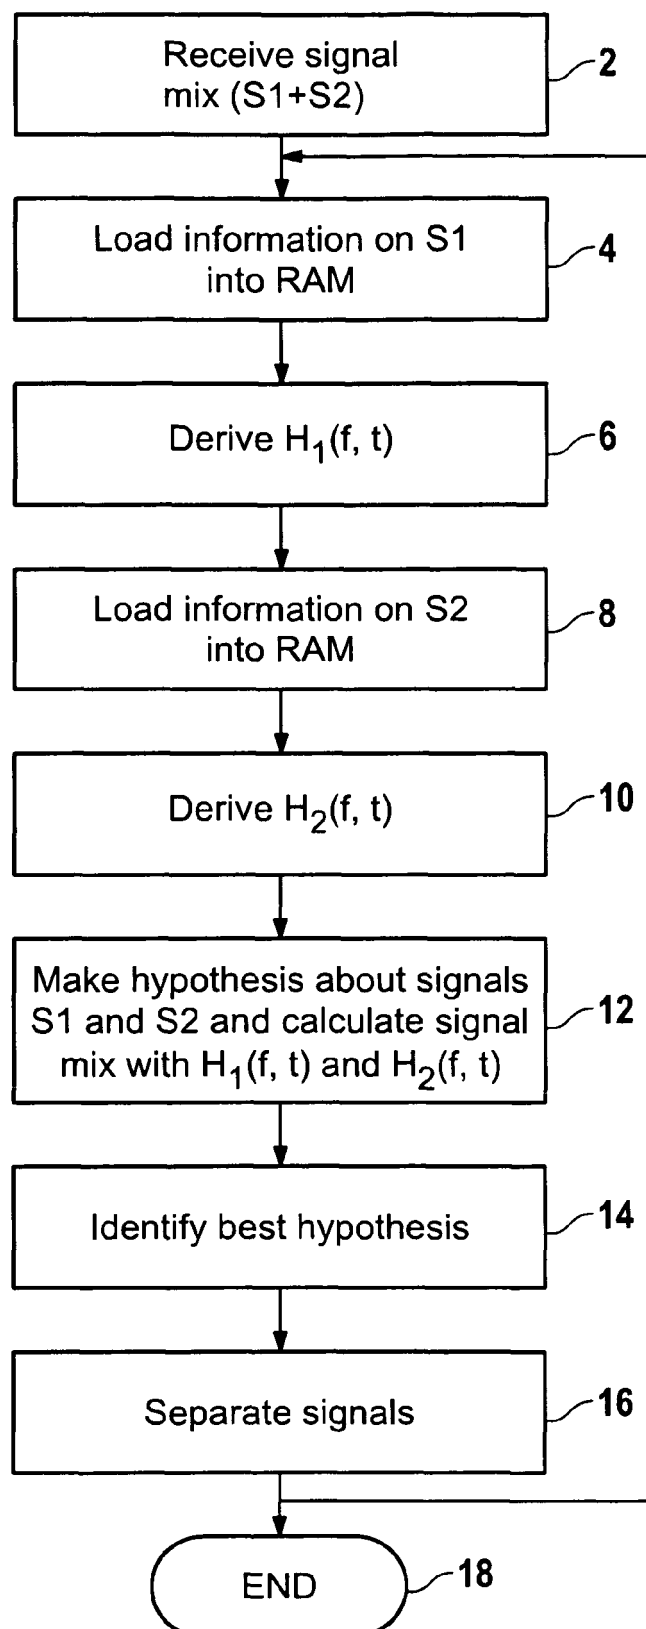 Receive signal
mix (S1+S2)
2
Load information on S1
into RAM
4
Derive H₁(f, t)
6
Load information on S2
into RAM
8
Derive H₂(f, t)
10
Make hypothesis about signals
S1 and S2 and calculate signal
mix with H₁(f, t) and H₂(f, t)
12
Identify best hypothesis
14
Separate signals
16
END
18